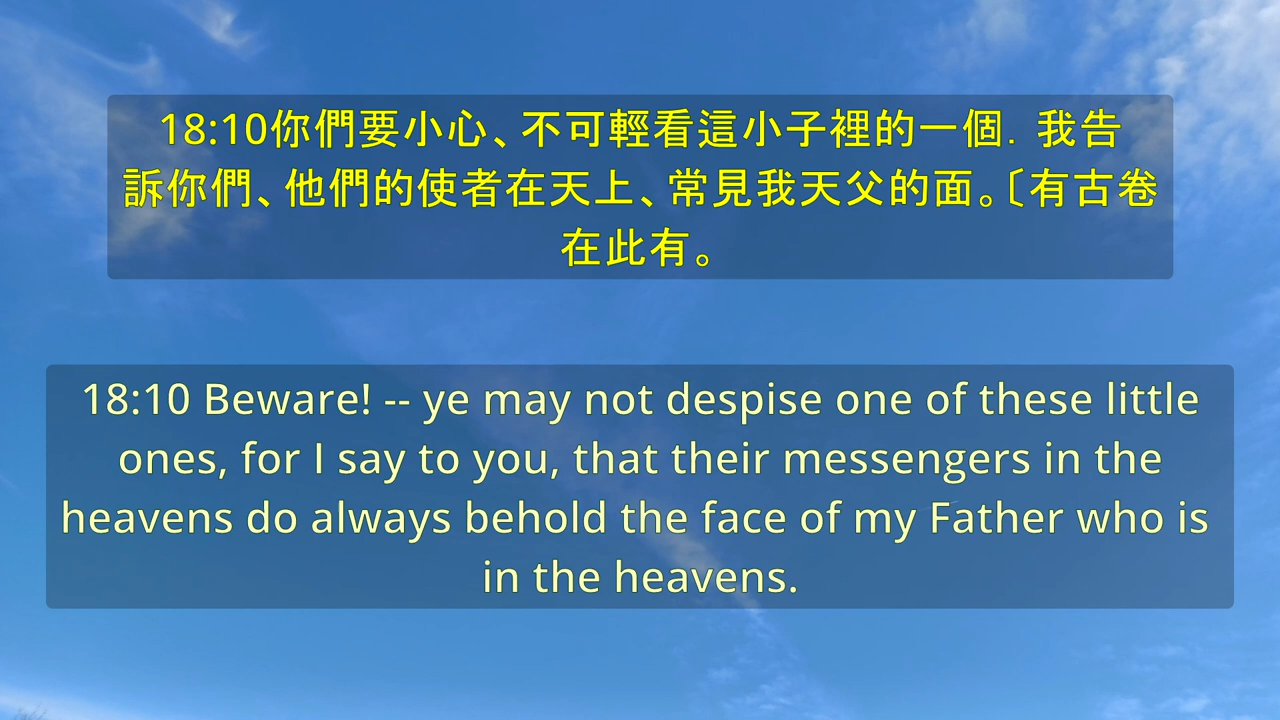 18:10你們要小心、不可輕看這小子裡的一個．我告
訴你們、他們的使者在天上、常見我天父的面。〔有古卷
在此有。
18:10 Beware! -- ye may not despise one of these little
ones, for I say to you, that their messengers in the
heavens do always behold the face of my Father who is
in the heavens.